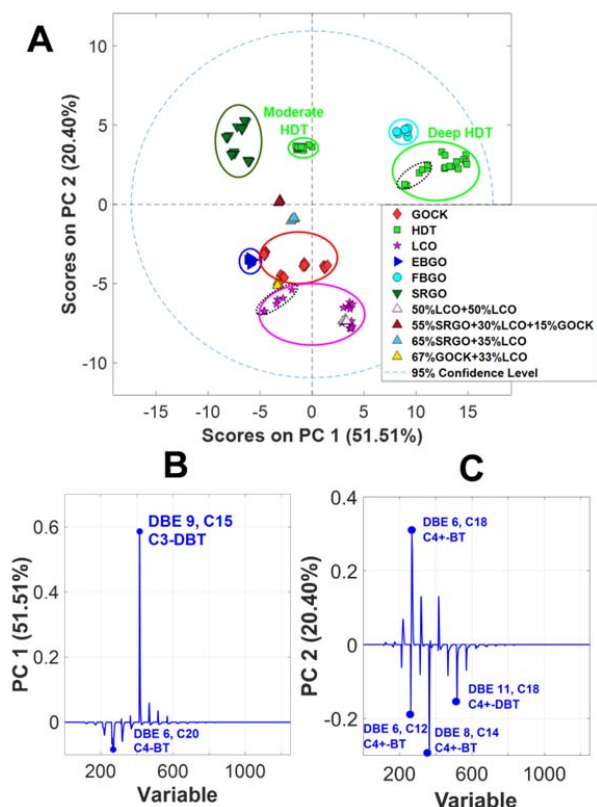 A
Scores on PC 2 (20.40%)
10
5
0
-5
-10
Moderate
HDT
Deep HDT
GOCK
HDT
LCO
EBGO
FBGO
SRGO
50%LCO+50%LCO
55%SRGO+30%LCO+15%GOCK
65%SRGO+35%LCO
67%GOCK+33%LCO
95% Confidence Level
-15 -10 -5 0 5 10 15
Scores on PC 1 (51.51%)
B
PC 1 (51.51%)
0.6
0.4
0.2
0
DBE 9, C15
C3-DBT
DBE 6, C20
C4-BT
200 600 1000
Variable
C
PC 2 (20.40%)
0.4
0.2
0
-0.2
DBE 6, C18
C4+-BT
DBE 11, C18
C4+-DBT
DBE 6, C12
C4+-BT
DBE 8, C14
C4+-BT
200 600 1000
Variable